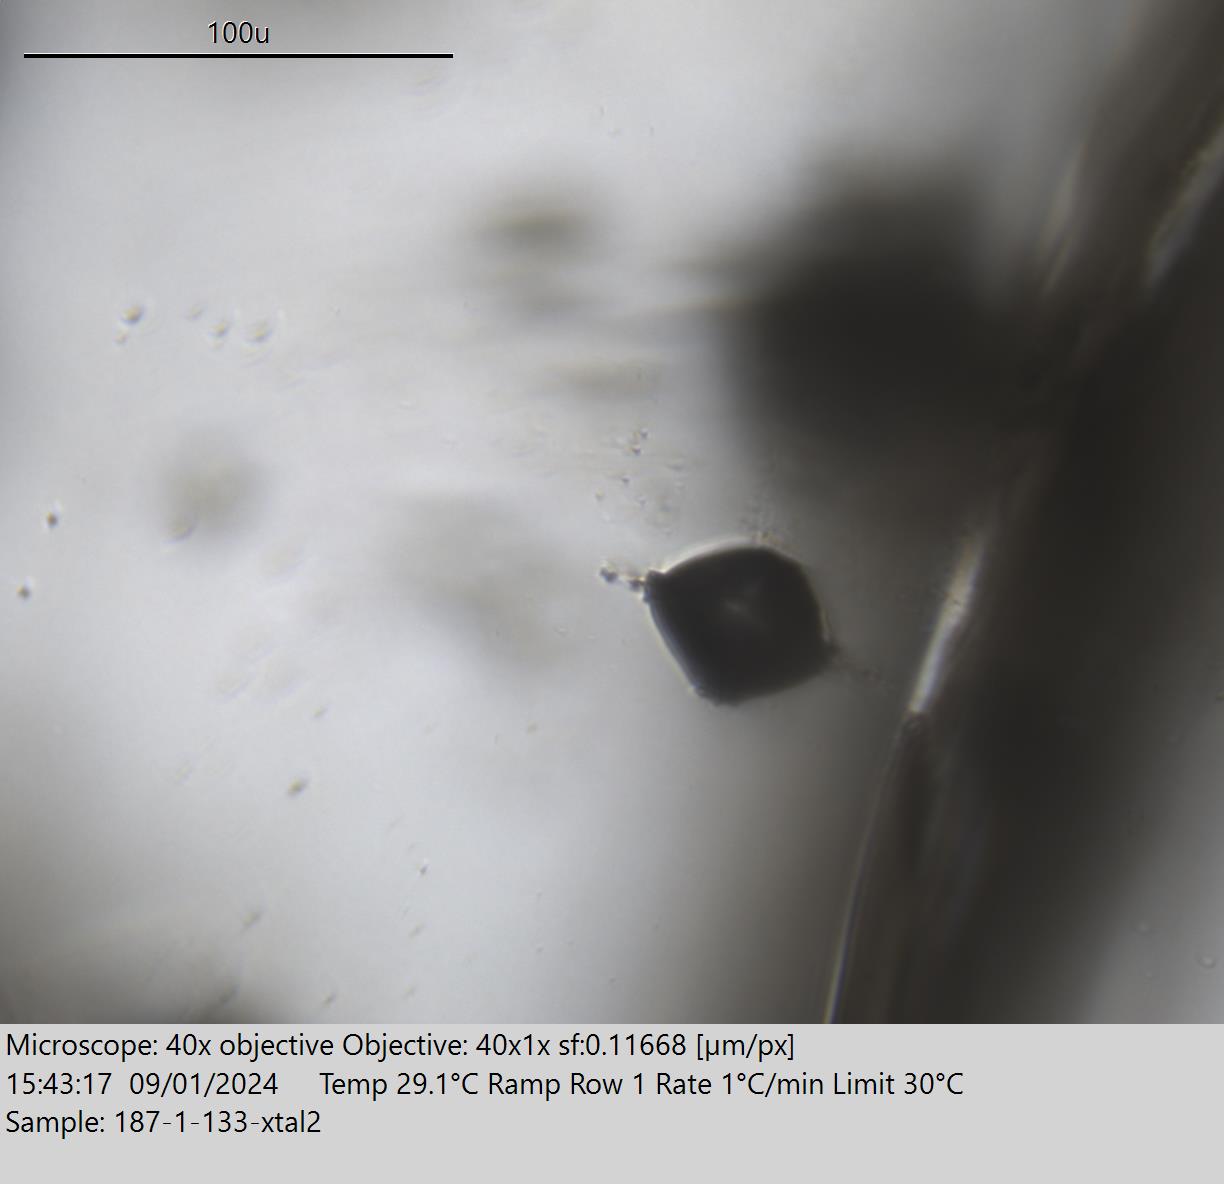 100u
Microscope: 40x objective Objective: 40x1x sf:0.11668 [µm/px]
15:43:17 09/01/2024 Temp 29.1°C Ramp Row 1 Rate 1°C/min Limit 30°C
Sample: 187-1-133-xtal2